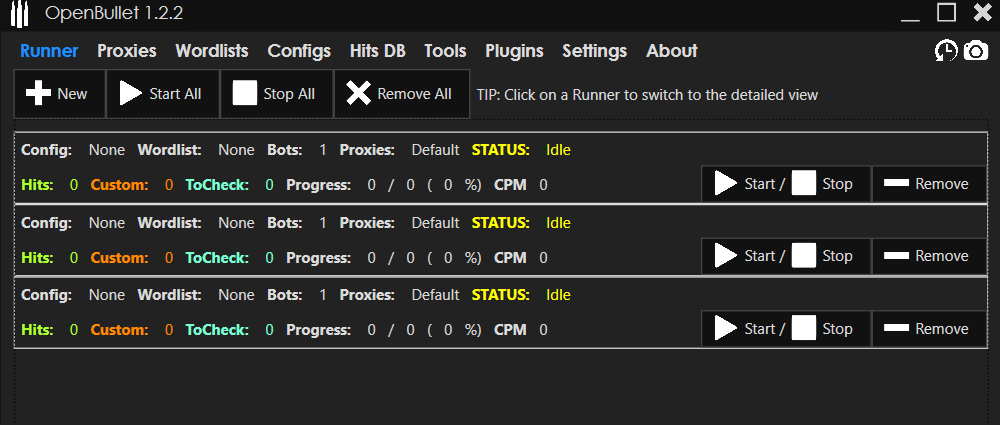 OpenBullet 1.2.2
Runner Proxies Wordlists Configs Hits DB Tools Plugins Settings About
New Start All Stop All Remove All TIP: Click on a Runner to switch to the detailed view
Config: None Wordlist: None Bots: 1 Proxies: Default STATUS: Idle
Hits: 0 Custom: 0 ToCheck: 0 Progress: 0 / 0 ( 0 %) CPM 0 Start / Stop Remove
Config: None Wordlist: None Bots: 1 Proxies: Default STATUS: Idle
Hits: 0 Custom: 0 ToCheck: 0 Progress: 0 / 0 ( 0 %) CPM 0 Start / Stop Remove
Config: None Wordlist: None Bots: 1 Proxies: Default STATUS: Idle
Hits: 0 Custom: 0 ToCheck: 0 Progress: 0 / 0 ( 0 %) CPM 0 Start / Stop Remove